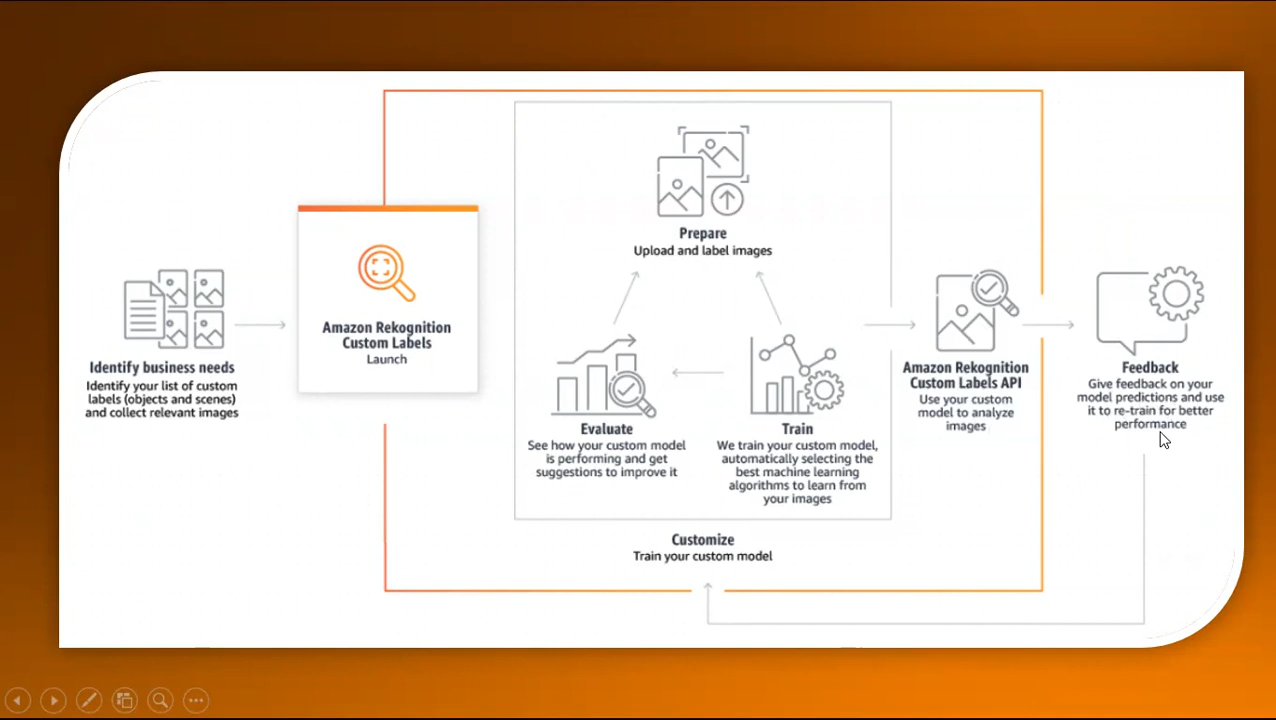 Prepare
Upload and label images
Amazon Rekognition
Custom Labels
Launch
Identify business needs
Identify your list of custom
labels (objects and scenes)
and collect relevant images
Evaluate
See how your custom model
is performing and get
suggestions to improve it
Train
We train your custom model,
automatically selecting the
best machine learning
algorithms to learn from
your images
Customize
Train your custom model
Amazon Rekognition
Custom Labels API
Use your custom
model to analyze
images
Feedback
Give feedback on your
model predictions and use
it to re-train for better
performance